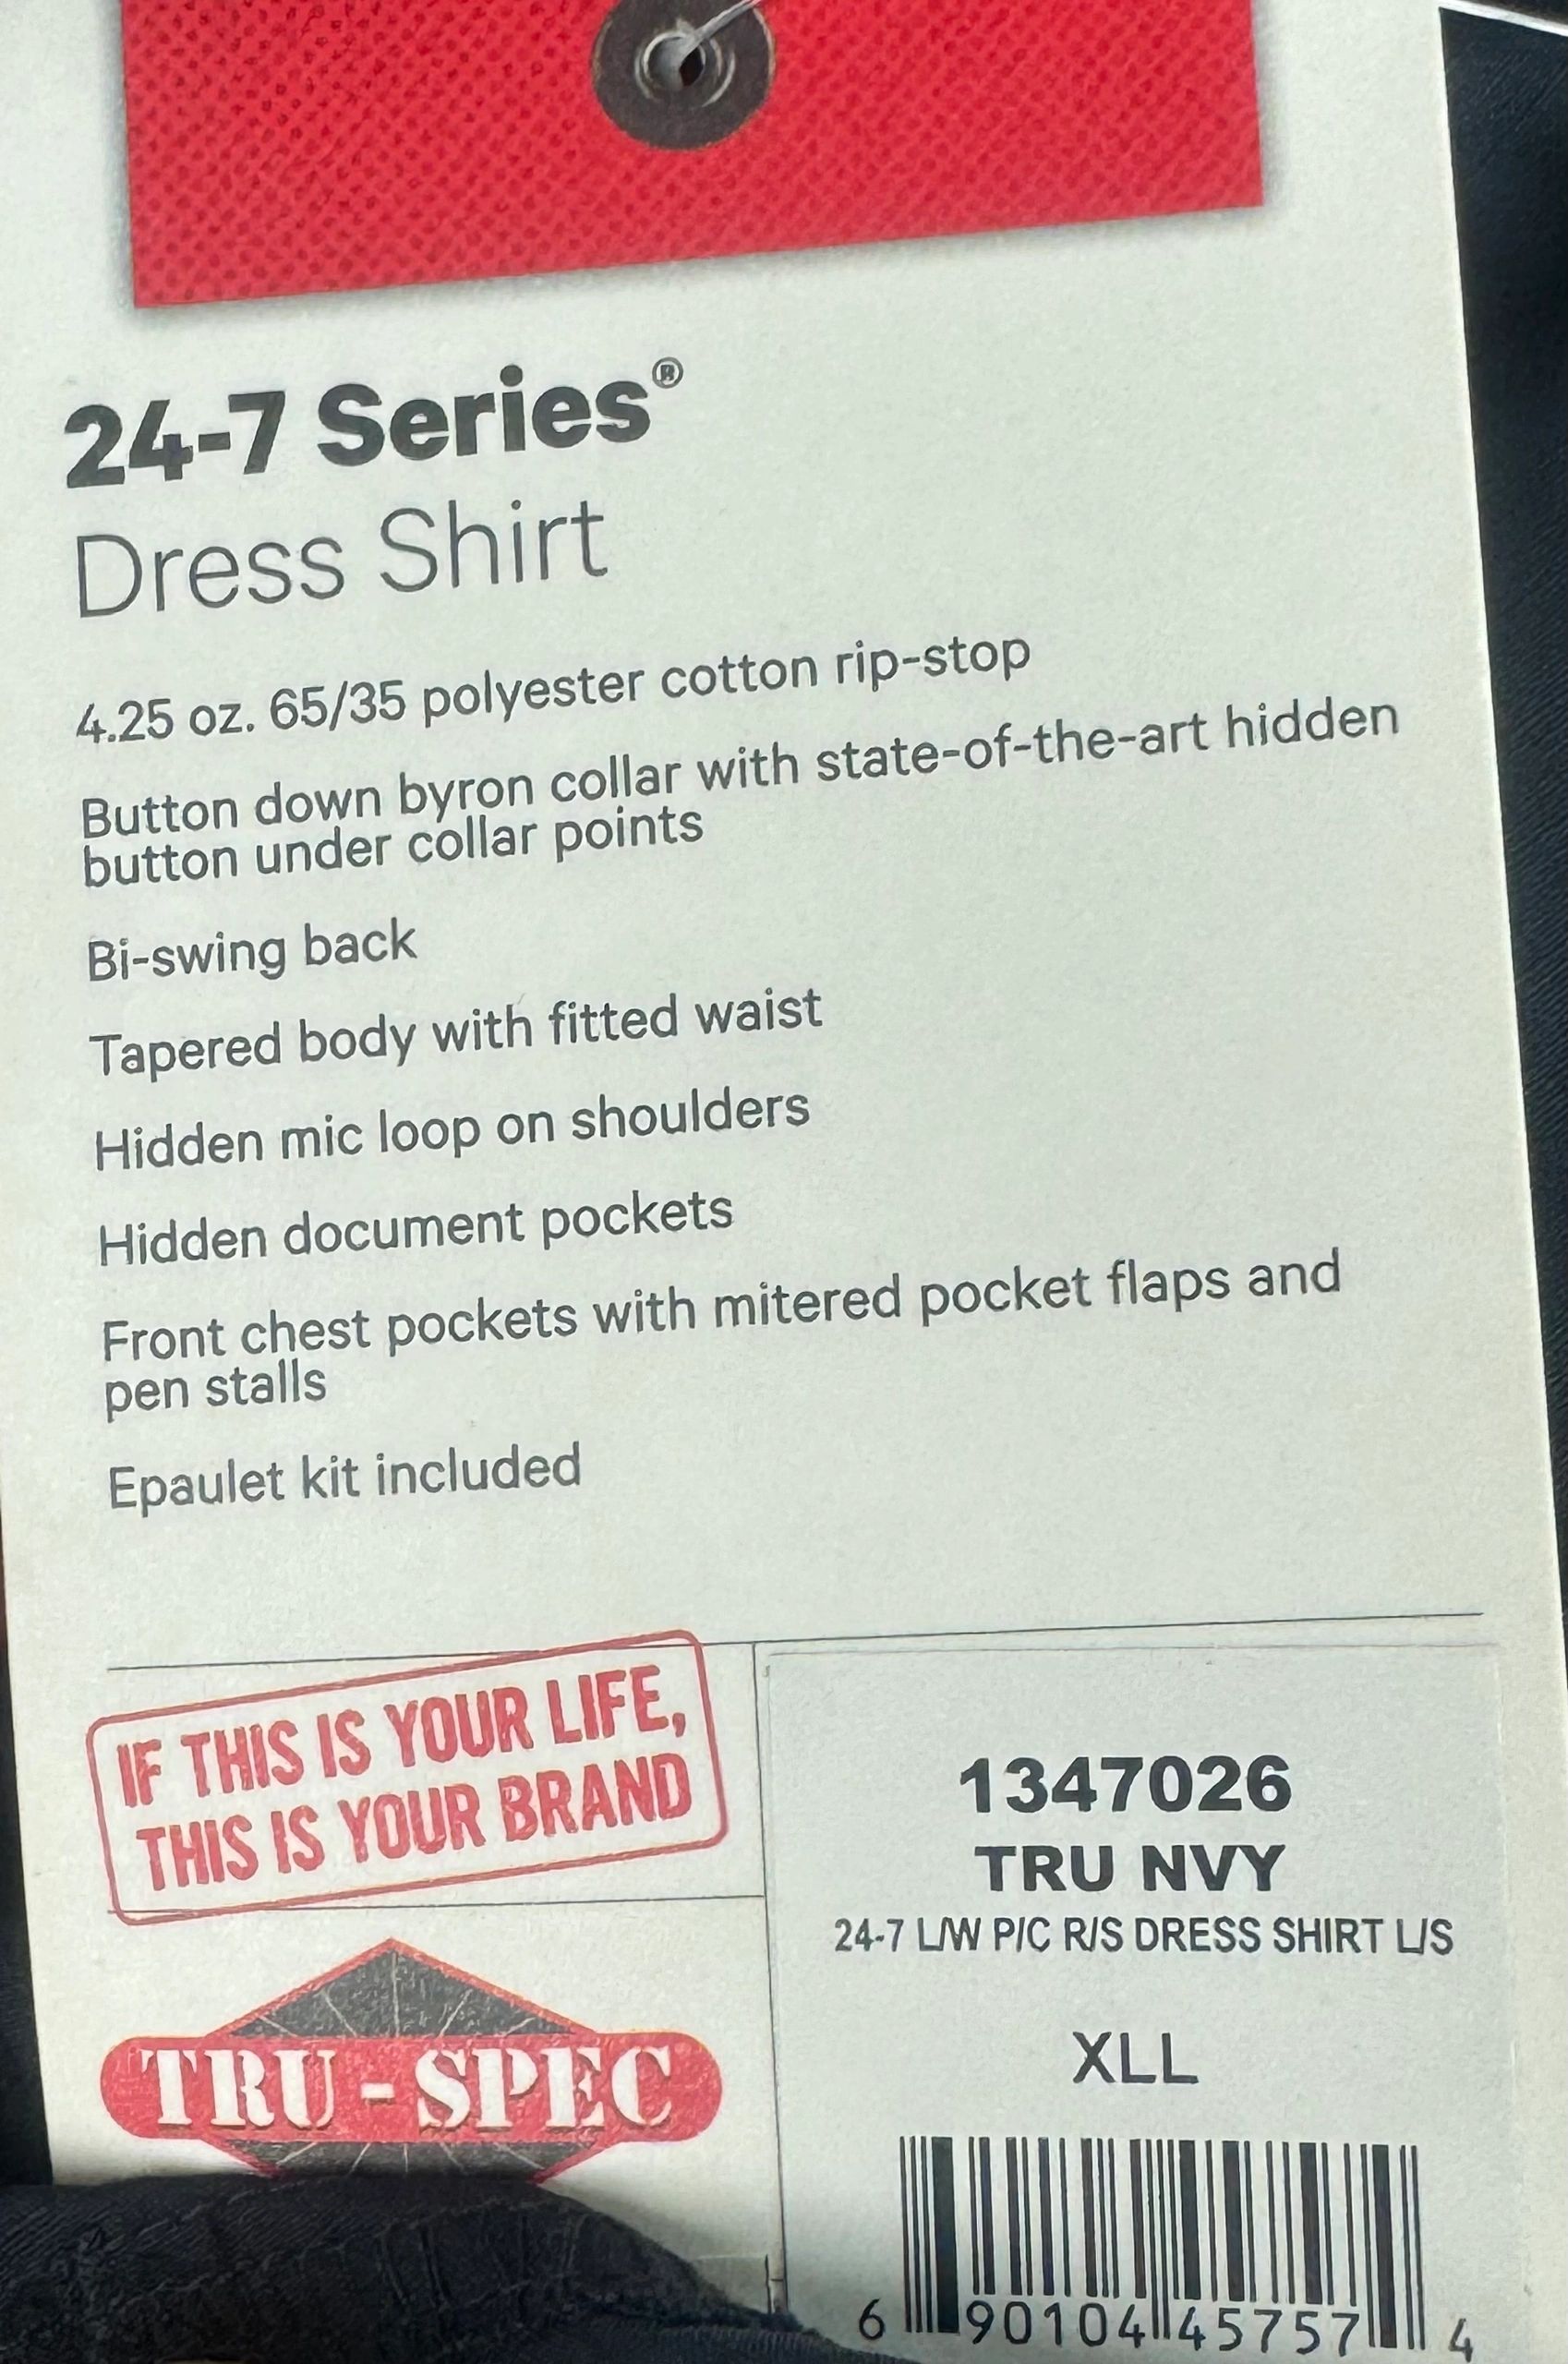 24-7 Series®
Dress Shirt
4.25 oz. 65/35 polyester cotton rip-stop
Button down byron collar with state-of-the-art hidden
button under collar points
Bi-swing back
Tapered body with fitted waist
Hidden mic loop on shoulders
Hidden document pockets
Front chest pockets with mitered pocket flaps and
pen stalls
Epaulet kit included
IF THIS IS YOUR LIFE,
THIS IS YOUR BRAND
TRU-SPEC
1347026
TRU NVY
24-7 L/W P/C R/S DRESS SHIRT L/S
XLL
6 90104 45757 4